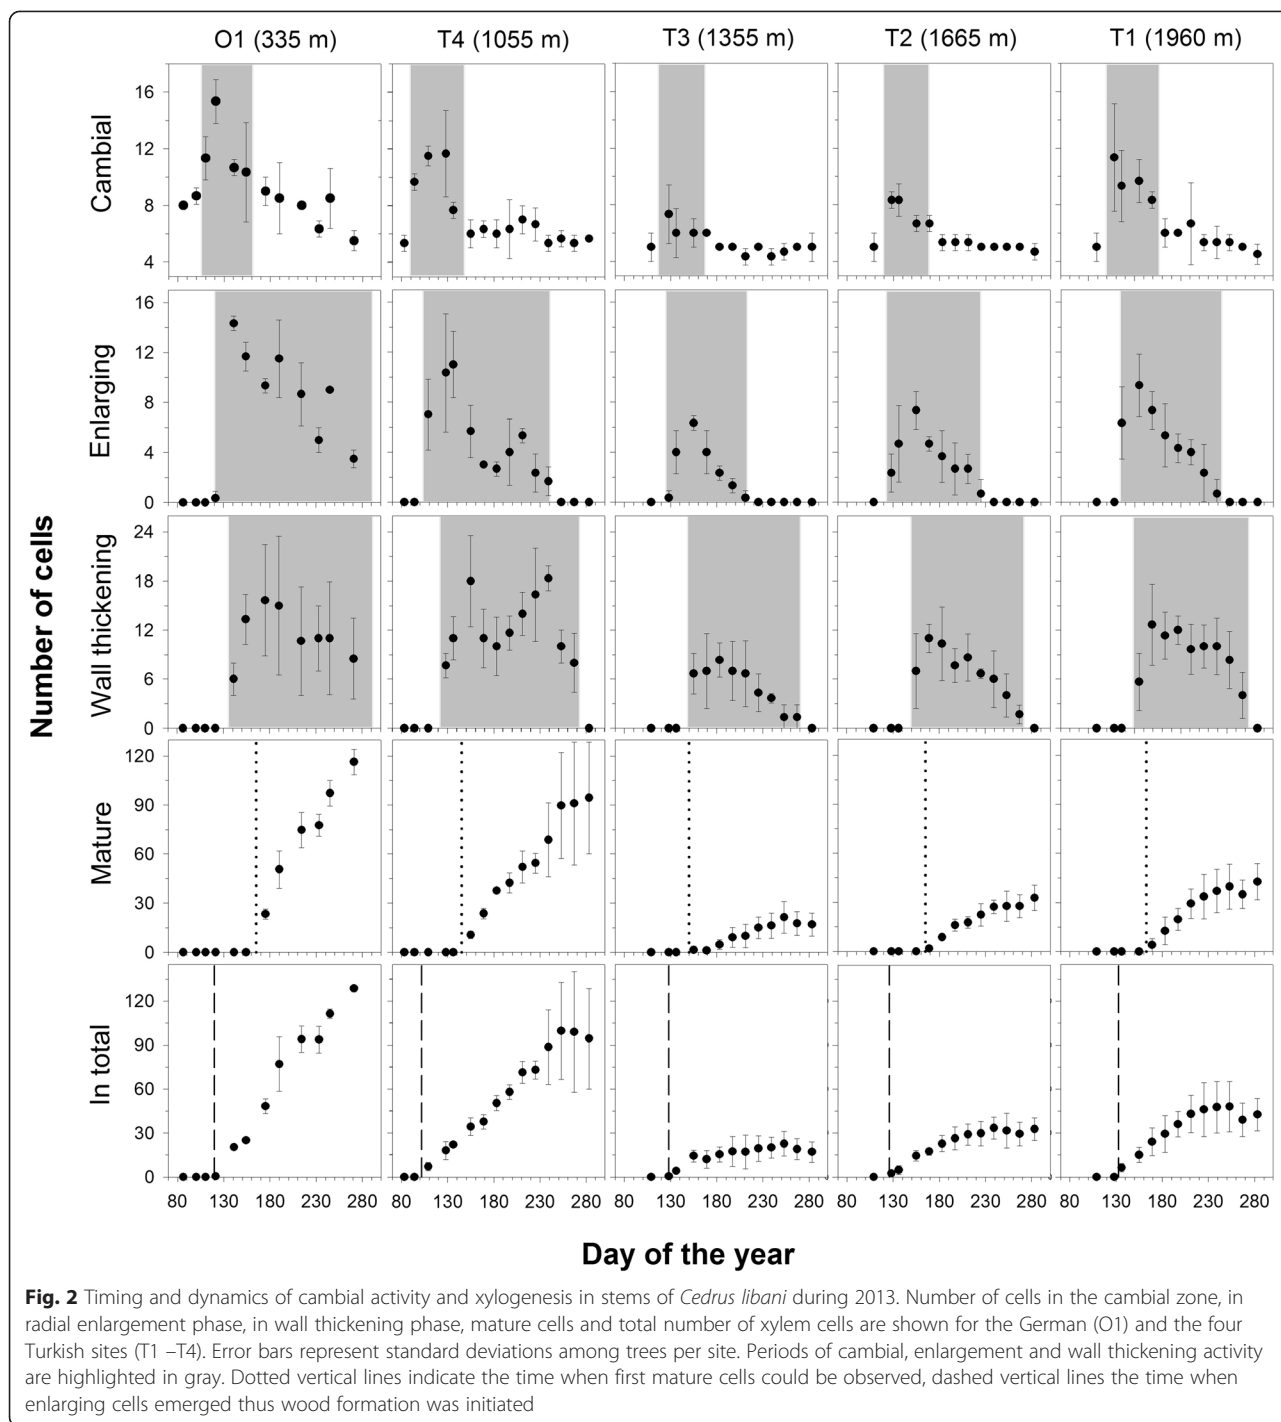 O1 (335 m) T4 (1055 m) T3 (1355 m) T2 (1665 m) T1 (1960 m)
Number of cells
Cambial
16
12
8
4
Enlarging
16
12
8
4
0
Wall thickening
24
18
12
6
0
Mature
120
90
60
30
0
In total
120
90
60
30
0
80 130 180 230 280 80 130 180 230 280 80 130 180 230 280 80 130 180 230 280 80 130 180 230 280
Day of the year
Fig. 2 Timing and dynamics of cambial activity and xylogenesis in stems of Cedrus libani during 2013. Number of cells in the cambial zone, in
radial enlargement phase, in wall thickening phase, mature cells and total number of xylem cells are shown for the German (O1) and the four
Turkish sites (T1 –T4). Error bars represent standard deviations among trees per site. Periods of cambial, enlargement and wall thickening activity
are highlighted in gray. Dotted vertical lines indicate the time when first mature cells could be observed, dashed vertical lines the time when
enlarging cells emerged thus wood formation was initiated